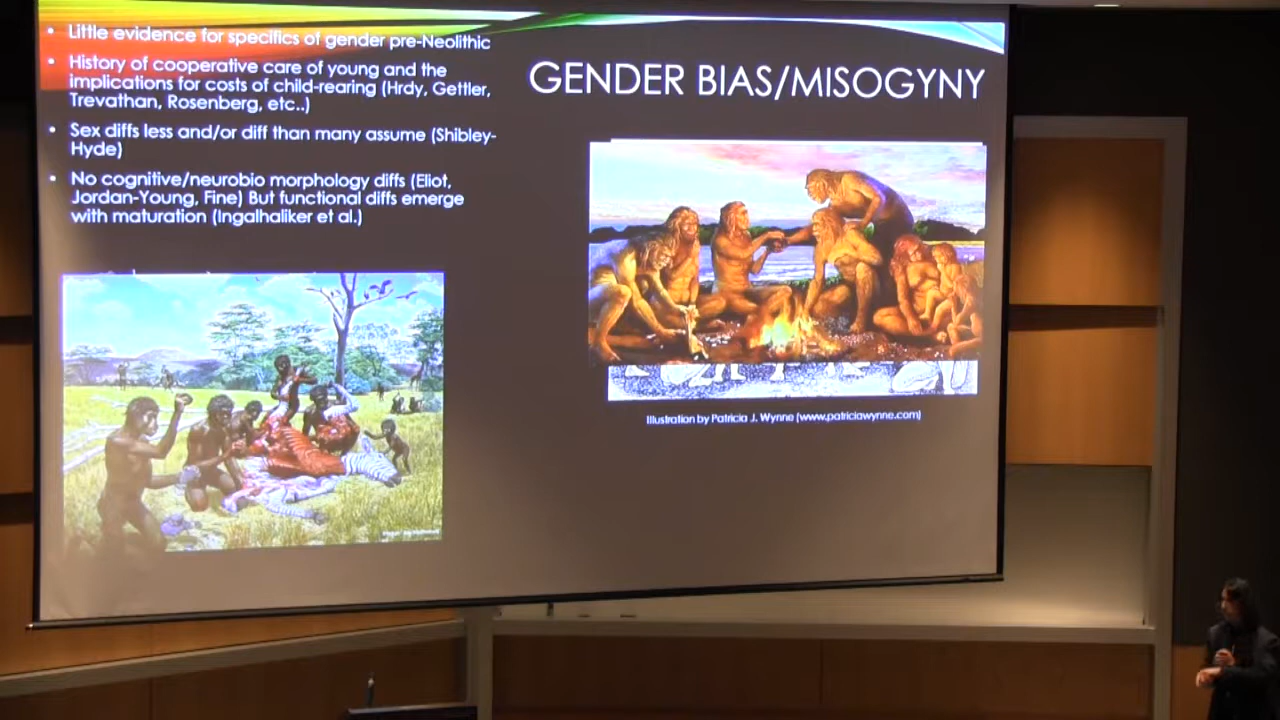 • Little evidence for specifics of gender pre-Neolithic
• History of cooperative care of young and the
implications for costs of child-rearing (Hrdy, Gettler,
Trevathan, Rosenberg, etc..)
• Sex diffs less and/or diff than many assume (Shibley-
Hyde)
• No cognitive/neurobio morphology diffs (Eliot,
Jordan-Young, Fine) But functional diffs emerge
with maturation (Ingalhaliker et al.)
GENDER BIAS/MISOGYNY
Illustration by Patricia J. Wynne (www.patriciawynne.com)